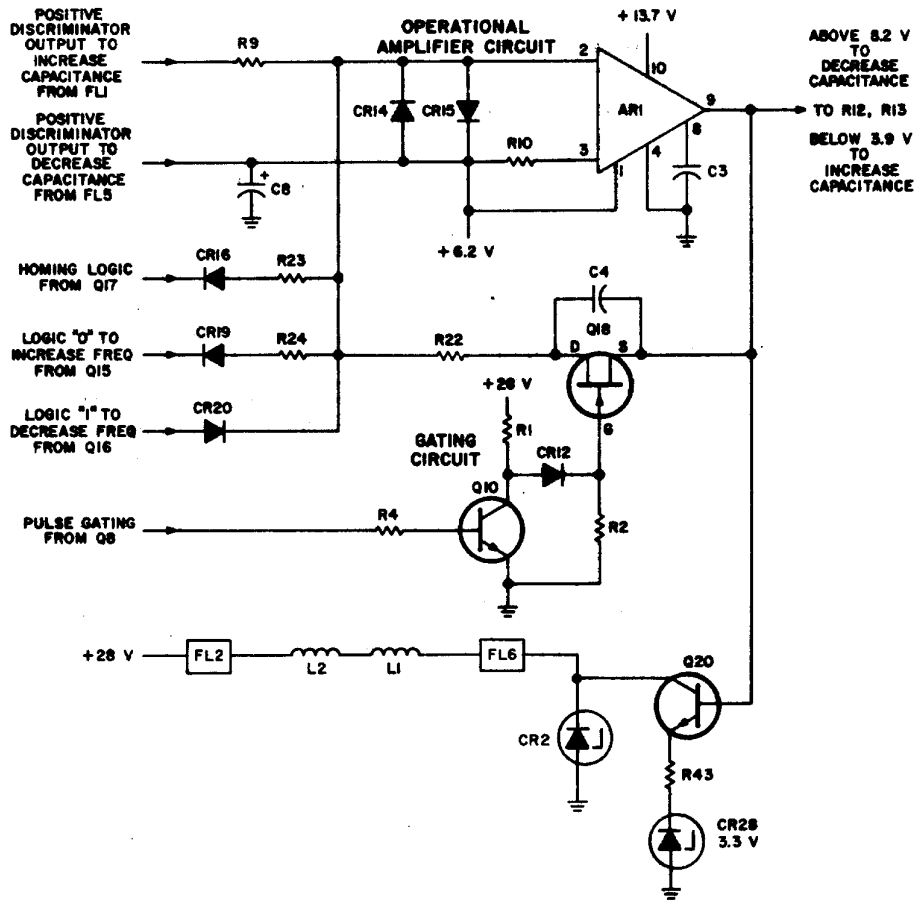 POSITIVE
DISCRIMINATOR
OUTPUT TO
INCREASE
CAPACITANCE
FROM FL1
R9
OPERATIONAL
AMPLIFIER CIRCUIT
+ 13.7 V
ABOVE 8.2 V
TO
DECREASE
CAPACITANCE
2
10
CR14
CR15
AR1
9
TO R12, R13
8
POSITIVE
DISCRIMINATOR
OUTPUT TO
DECREASE
CAPACITANCE
FROM FL5
R10
3
1
4
C3
BELOW 3.9 V
TO
INCREASE
CAPACITANCE
+
C8
+ 6.2 V
HOMING LOGIC
FROM Q17
CR16
R23
C4
Q18
LOGIC "0" TO
INCREASE FREQ
FROM Q15
CR19
R24
R22
D
S
+28 V
LOGIC "1" TO
DECREASE FREQ
FROM Q16
CR20
R1
G
GATING
CIRCUIT
CR12
Q10
PULSE GATING
FROM Q8
R4
R2
+28 V
FL2
L2
L1
FL6
Q20
CR2
R43
CR28
3.3 V